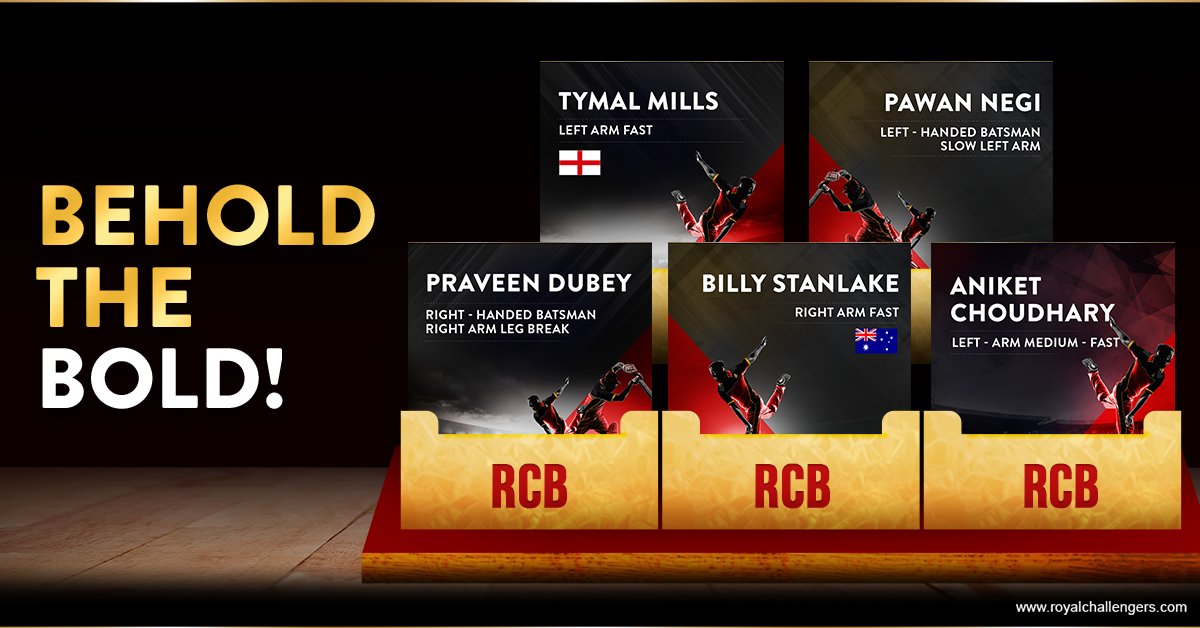 BEHOLD
THE
BOLD!
TYMAL MILLS
LEFT ARM FAST
PAWAN NEGI
LEFT - HANDED BATSMAN
SLOW LEFT ARM
PRAVEEN DUBEY
RIGHT - HANDED BATSMAN
RIGHT ARM LEG BREAK
BILLY STANLAKE
RIGHT ARM FAST
ANIKET
CHOUDHARY
LEFT - ARM MEDIUM - FAST
RCB
RCB
RCB
www.royalchallengers.com